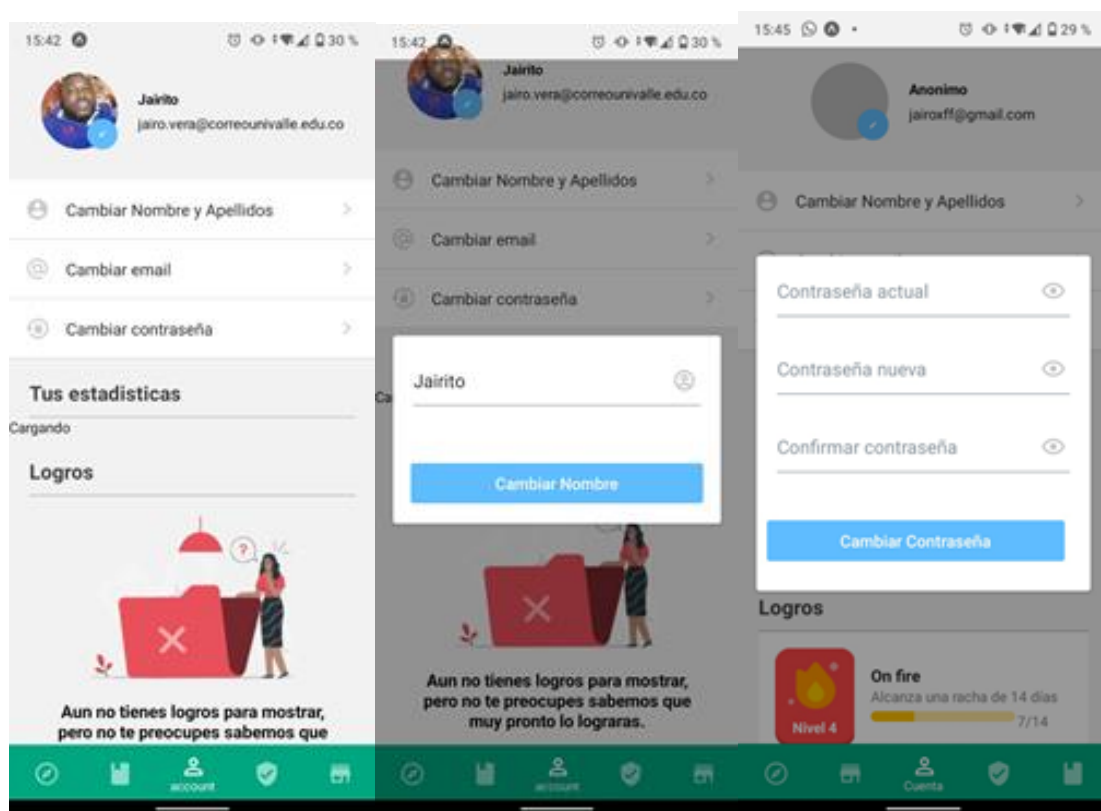 15:42
30 %
Jairito
jairo.vera@correounivalle.edu.co
Cambiar Nombre y Apellidos
Cambiar email
Cambiar contraseña
Tus estadisticas
Cargando
Logros
?
Aun no tienes logros para mostrar,
pero no te preocupes sabemos que
account
15:42
30 %
Jairito
jairo.vera@correounivalle.edu.co
Cambiar Nombre y Apellidos
Cambiar email
Cambiar contraseña
Ca
Jairito
Cambiar Nombre
Aun no tienes logros para mostrar,
pero no te preocupes sabemos que
muy pronto lo lograras.
account
15:45
29 %
Anonimo
jairoxff@gmail.com
Cambiar Nombre y Apellidos
Contraseña actual
Contraseña nueva
Confirmar contraseña
Cambiar Contraseña
Logros
On fire
Alcanza una racha de 14 días
7/14
Nivel 4
Cuenta